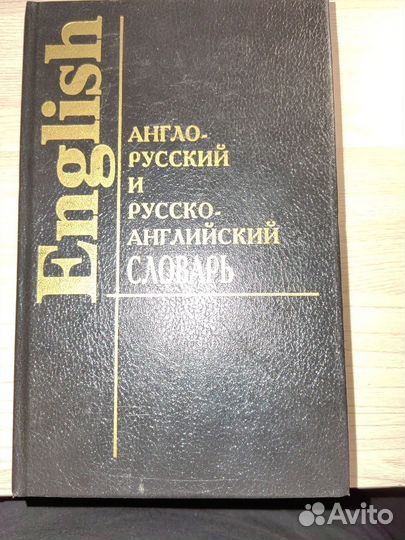 English
АНГЛО-
РУССКИЙ
И
РУССКО-
АНГЛИЙСКИЙ
СЛОВАРЬ
Avito